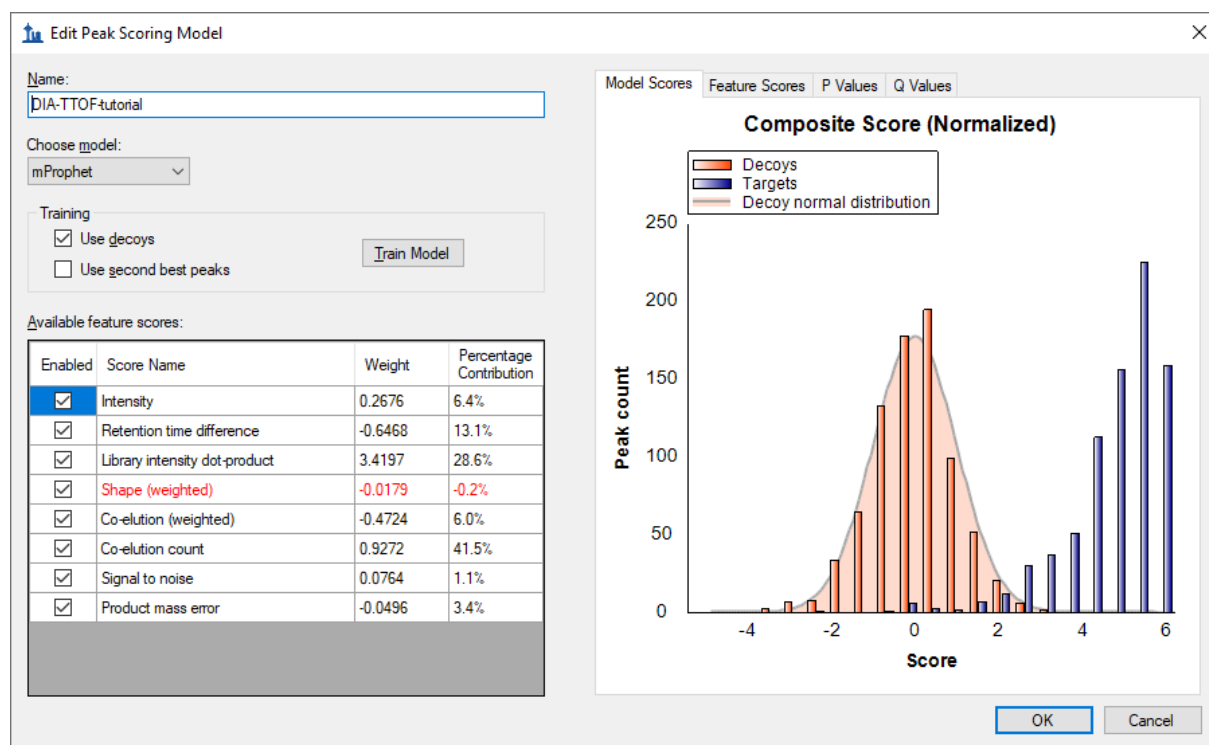 Edit Peak Scoring Model
Name:
DIA-TTOF-tutorial
Choose model:
mProphet
Training
Use decoys
Use second best peaks
Train Model
Available feature scores:
Enabled Score Name Weight Percentage Contribution
Intensity 0.2676 6.4%
Retention time difference -0.6468 13.1%
Library intensity dot-product 3.4197 28.6%
Shape (weighted) -0.0179 -0.2%
Co-elution (weighted) -0.4724 6.0%
Co-elution count 0.9272 41.5%
Signal to noise 0.0764 1.1%
Product mass error -0.0496 3.4%
Model Scores Feature Scores P Values Q Values
Composite Score (Normalized)
Decoys
Targets
Decoy normal distribution
250
200
150
100
50
0
Peak count
-4 -2 0 2 4 6
Score
OK Cancel